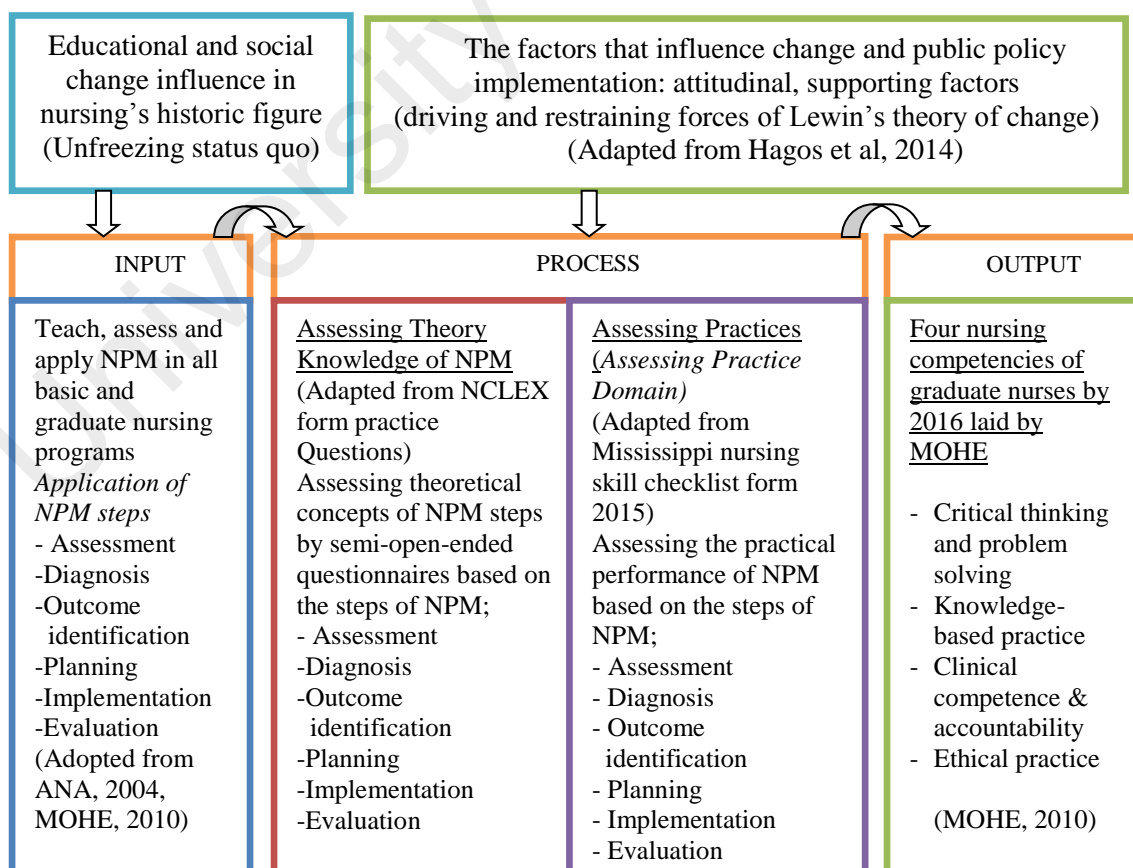 Educational and social
change influence in
nursing’s historic figure
(Unfreezing status quo)
The factors that influence change and public policy
implementation: attitudinal, supporting factors
(driving and restraining forces of Lewin’s theory of change)
(Adapted from Hagos et al, 2014)
INPUT
PROCESS
OUTPUT
Teach, assess and
apply NPM in all
basic and
graduate nursing
programs
Application of
NPM steps
- Assessment
-Diagnosis
-Outcome
identification
-Planning
-Implementation
-Evaluation
(Adopted from
ANA, 2004,
MOHE, 2010)
Assessing Theory
Knowledge of NPM
(Adapted from NCLEX
form practice
Questions)
Assessing theoretical
concepts of NPM steps
by semi-open-ended
questionnaires based on
the steps of NPM;
- Assessment
-Diagnosis
-Outcome
identification
-Planning
-Implementation
-Evaluation
Assessing Practices
(Assessing Practice
Domain)
(Adapted from
Mississippi nursing
skill checklist form
2015)
Assessing the practical
performance of NPM
based on the steps of
NPM;
- Assessment
- Diagnosis
- Outcome
identification
- Planning
- Implementation
- Evaluation
Four nursing
competencies of
graduate nurses by
2016 laid by
MOHE
- Critical thinking
and problem
solving
- Knowledge-
based practice
- Clinical
competence &
accountability
- Ethical practice
(MOHE, 2010)
University